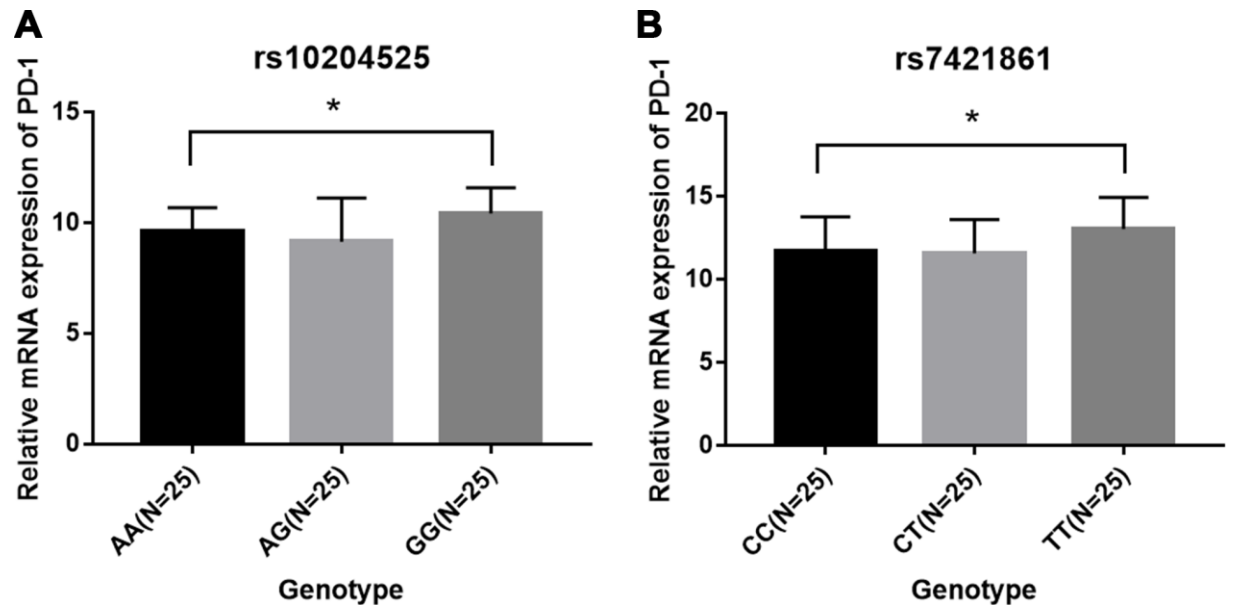 A
rs10204525
Relative mRNA expression of PD-1
15
10
5
0
*
AA(N=25)
AG(N=25)
GG(N=25)
Genotype
B
rs7421861
Relative mRNA expression of PD-1
20
15
10
5
0
*
CC(N=25)
CT(N=25)
TT(N=25)
Genotype